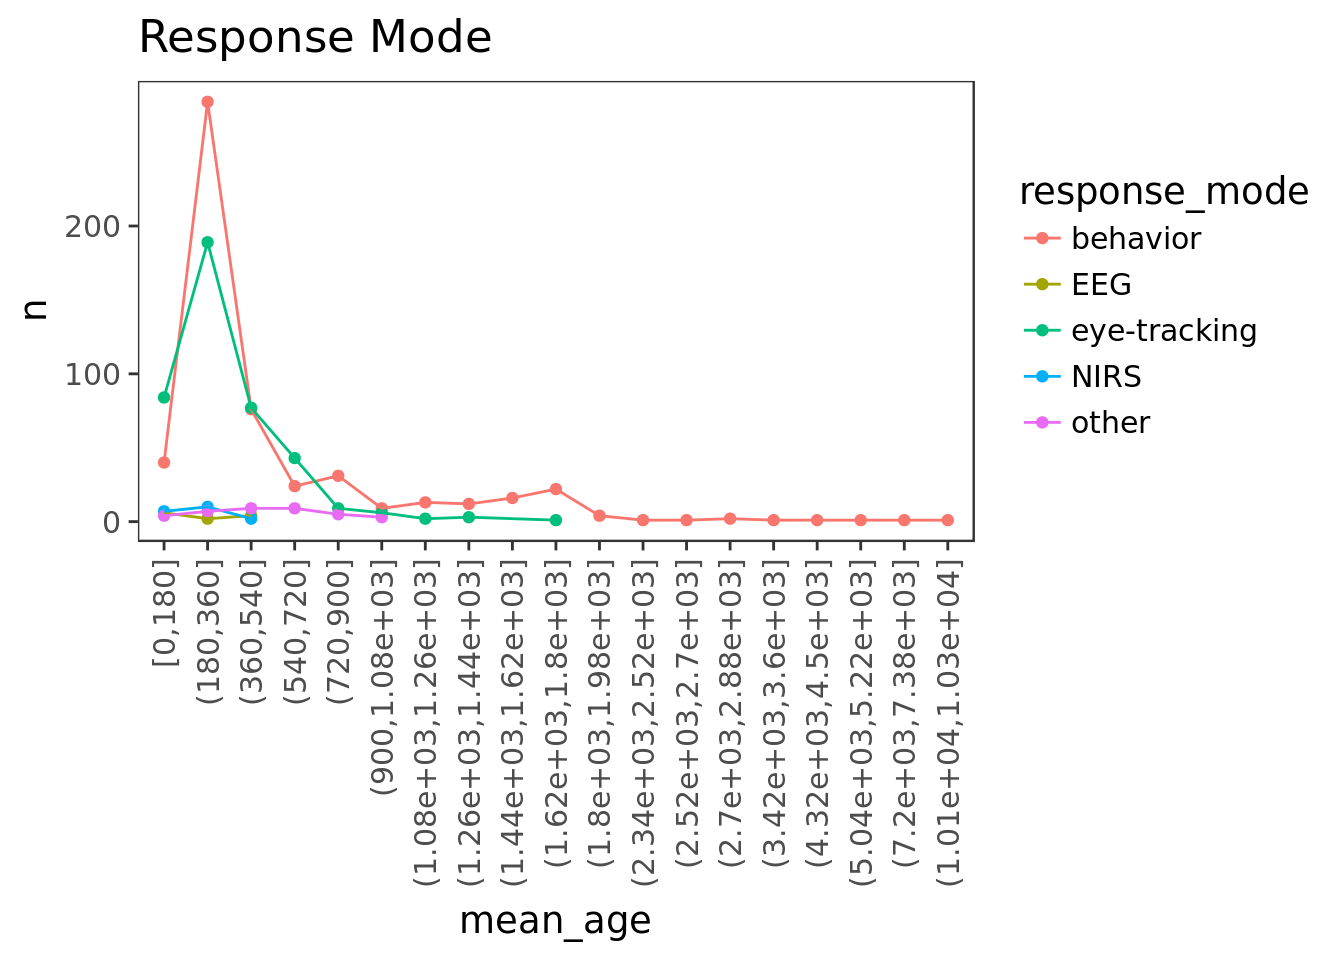 Response Mode
n
200
100
0
[0,180]
(180,360]
(360,540]
(540,720]
(720,900]
(900,1.08e+03]
(1.08e+03,1.26e+03]
(1.26e+03,1.44e+03]
(1.44e+03,1.62e+03]
(1.62e+03,1.8e+03]
(1.8e+03,1.98e+03]
(2.34e+03,2.52e+03]
(2.52e+03,2.7e+03]
(2.7e+03,2.88e+03]
(3.42e+03,3.6e+03]
(4.32e+03,4.5e+03]
(5.04e+03,5.22e+03]
(7.2e+03,7.38e+03]
(1.01e+04,1.03e+04]
mean_age
response_mode
behavior
EEG
eye-tracking
NIRS
other